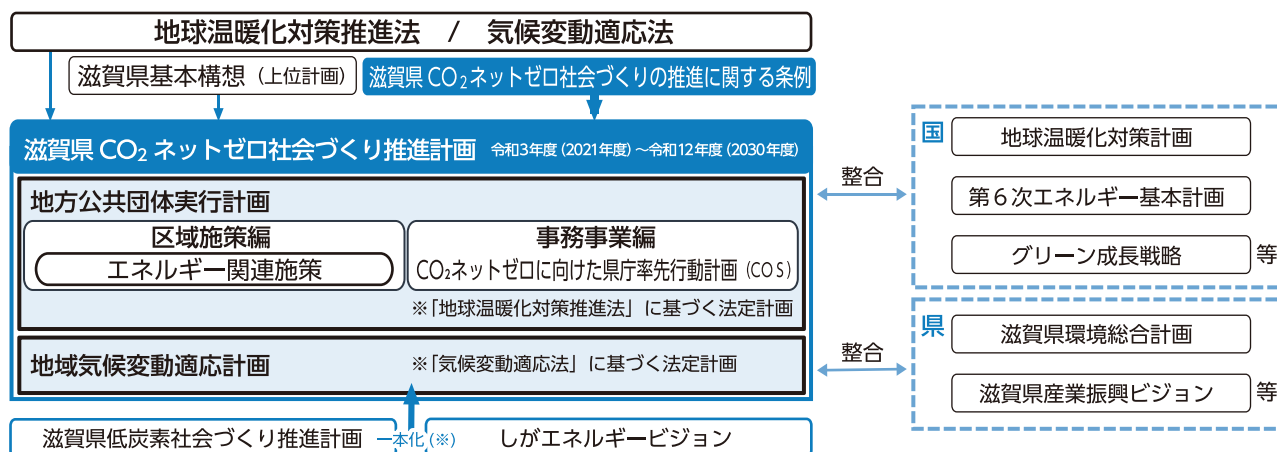 地球温暖化対策推進法 / 気候変動適応法
滋賀県基本構想(上位計画)
滋賀県 CO₂ネットゼロ社会づくりの推進に関する条例
滋賀県 CO₂ ネットゼロ社会づくり推進計画 令和3年度(2021年度)~令和12年度(2030年度)
地方公共団体実行計画
区域施策編
エネルギー関連施策
事務事業編
CO₂ネットゼロに向けた県庁率先行動計画(COS)
※「地球温暖化対策推進法」に基づく法定計画
地域気候変動適応計画 ※「気候変動適応法」に基づく法定計画
滋賀県低炭素社会づくり推進計画
一本化(※)
しがエネルギービジョン
整合
国
地球温暖化対策計画
第6次エネルギー基本計画
グリーン成長戦略 等
整合
県
滋賀県環境総合計画
滋賀県産業振興ビジョン 等